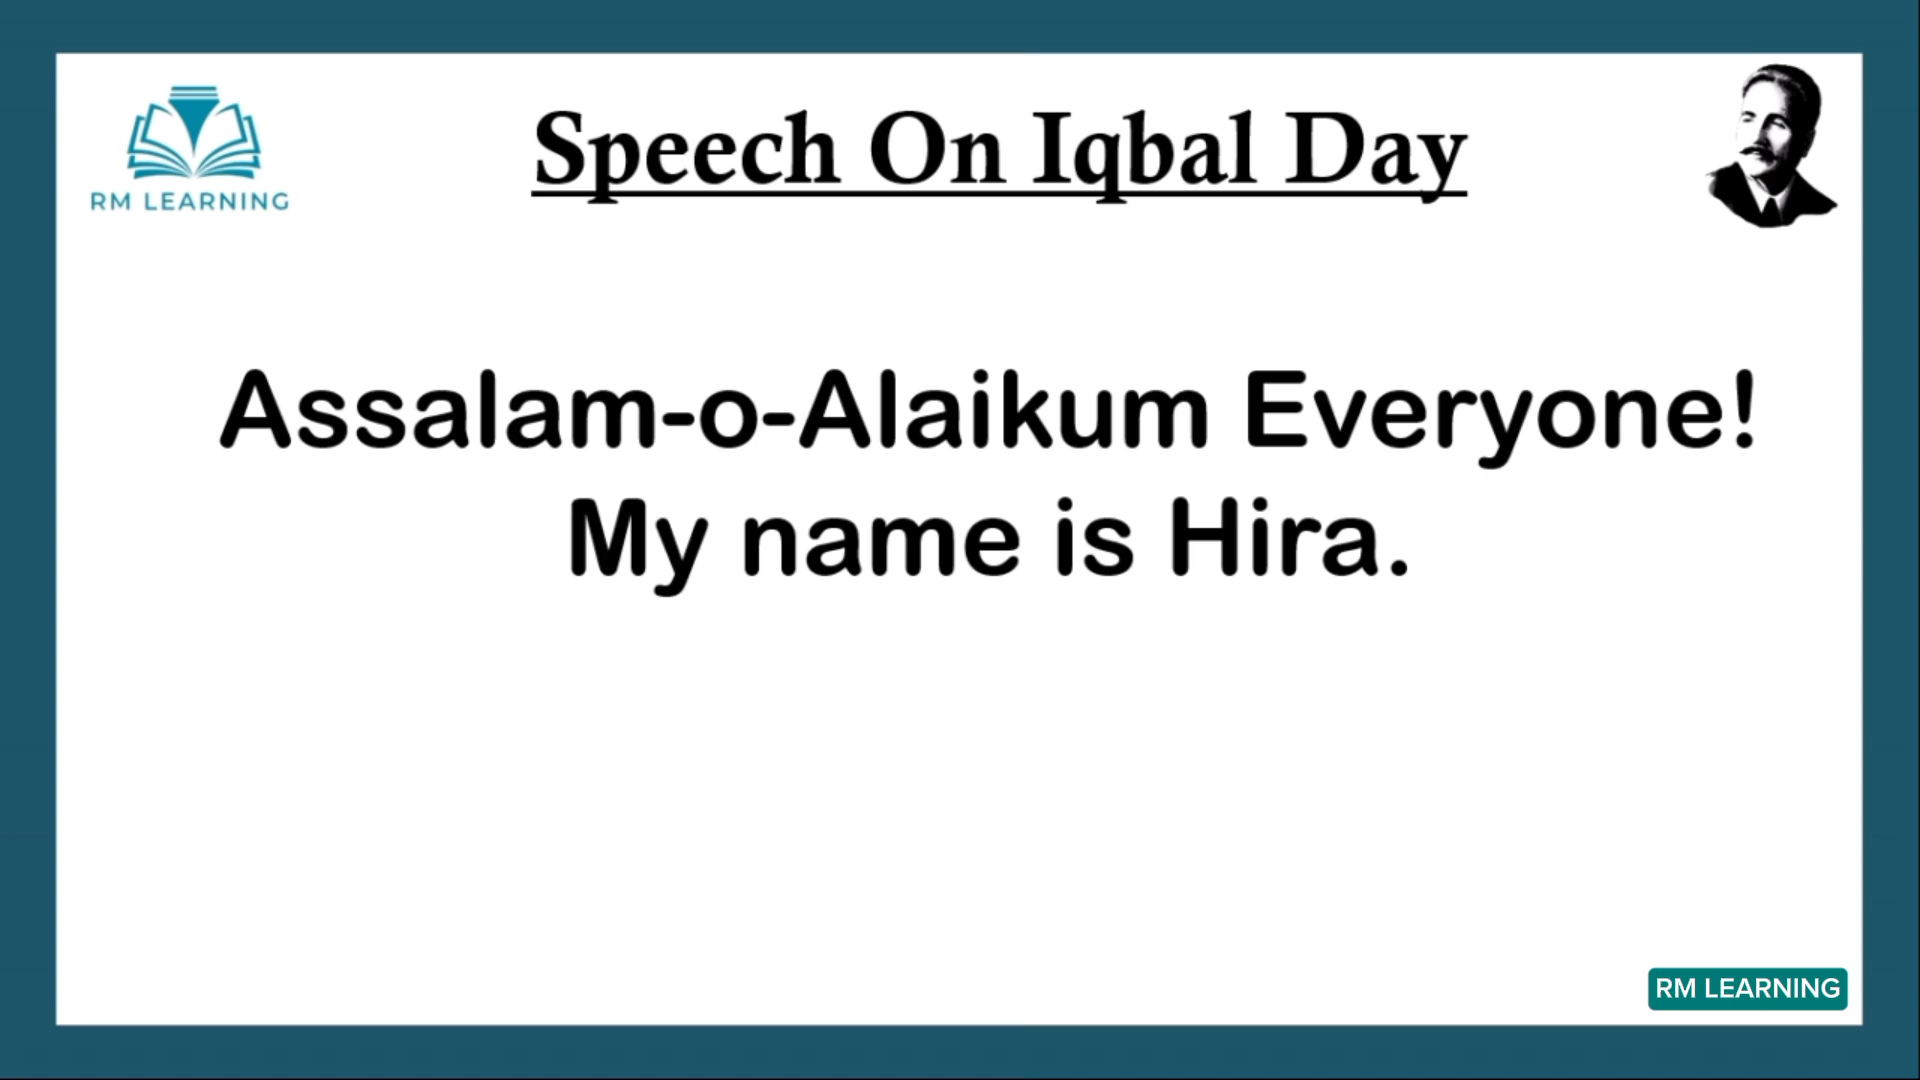 RM LEARNING
Speech On Iqbal Day
Assalam-o-Alaikum Everyone!
My name is Hira.
RM LEARNING